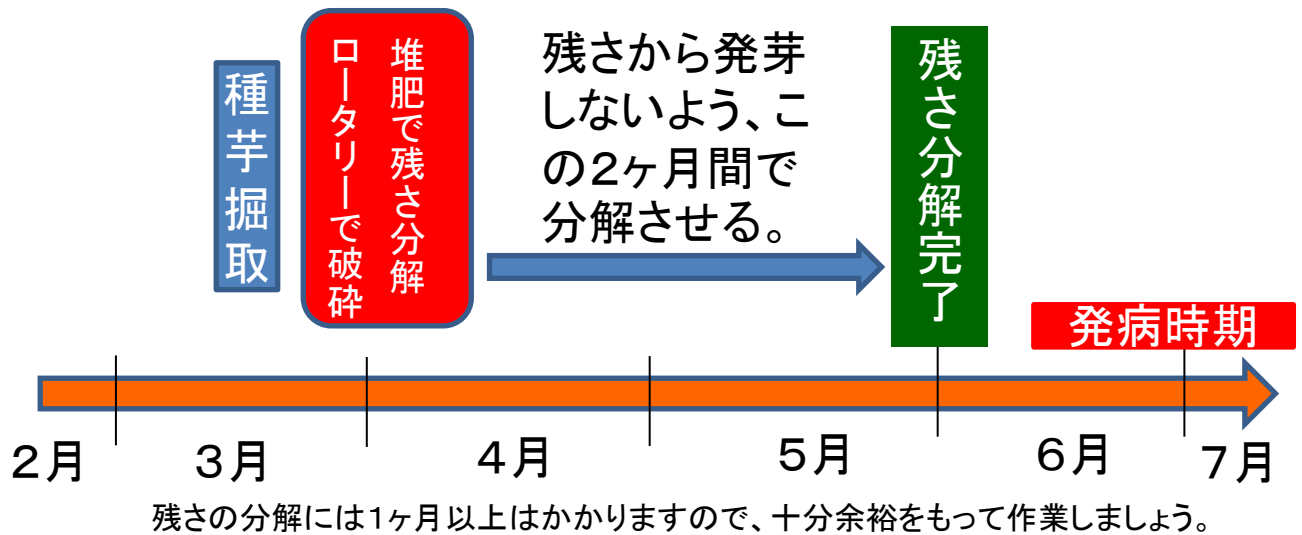 種芋掘取
堆肥で残さ分解
ロータリーで破砕
残さから発芽
しないよう、こ
の２ヶ月間で
分解させる。
残さ分解完了
発病時期
２月
３月
４月
５月
６月
７月
残さの分解には１ヶ月以上はかかりますので、十分余裕をもって作業しましょう。